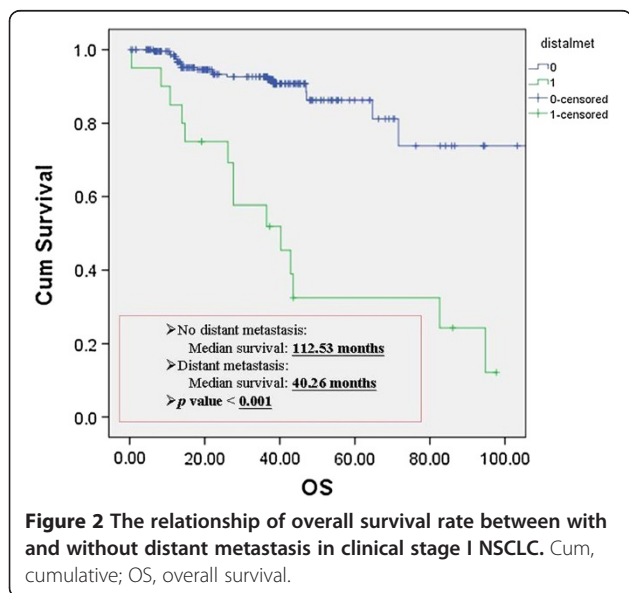 distalmet
0
1
0-censored
1-censored
Cum Survival
1.0
0.8
0.6
0.4
0.2
0.0
➤No distant metastasis:
Median survival: 112.53 months
➤Distant metastasis:
Median survival: 40.26 months
➤p value < 0.001
0.00 20.00 40.00 60.00 80.00 100.00
OS
Figure 2 The relationship of overall survival rate between with
and without distant metastasis in clinical stage I NSCLC. Cum,
cumulative; OS, overall survival.